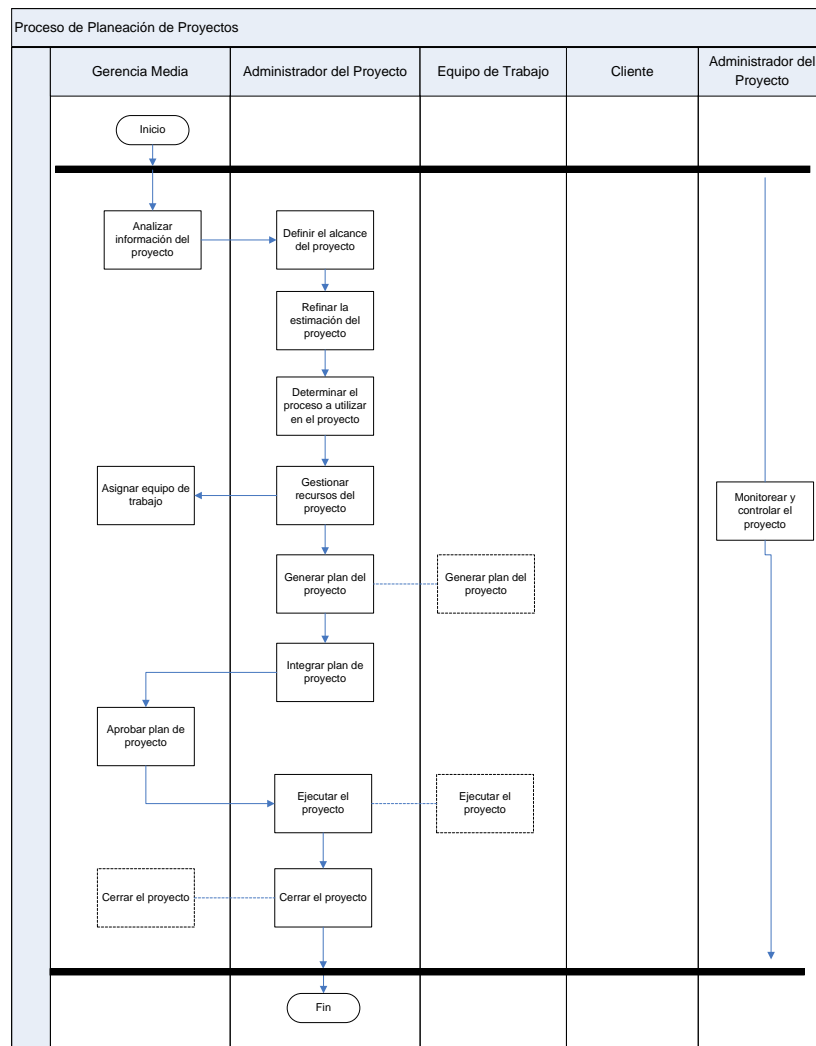 Proceso de Planeación de Proyectos
Gerencia Media
Administrador del Proyecto
Equipo de Trabajo
Cliente
Administrador del
Proyecto
Inicio
Analizar
información del
proyecto
Definir el alcance
del proyecto
Refinar la
estimación del
proyecto
Determinar el
proceso a utilizar
en el proyecto
Asignar equipo de
trabajo
Gestionar
recursos del
proyecto
Monitorear y
controlar el
proyecto
Generar plan del
proyecto
Generar plan del
proyecto
Integrar plan de
proyecto
Aprobar plan de
proyecto
Ejecutar el
proyecto
Ejecutar el
proyecto
Cerrar el proyecto
Cerrar el proyecto
Fin